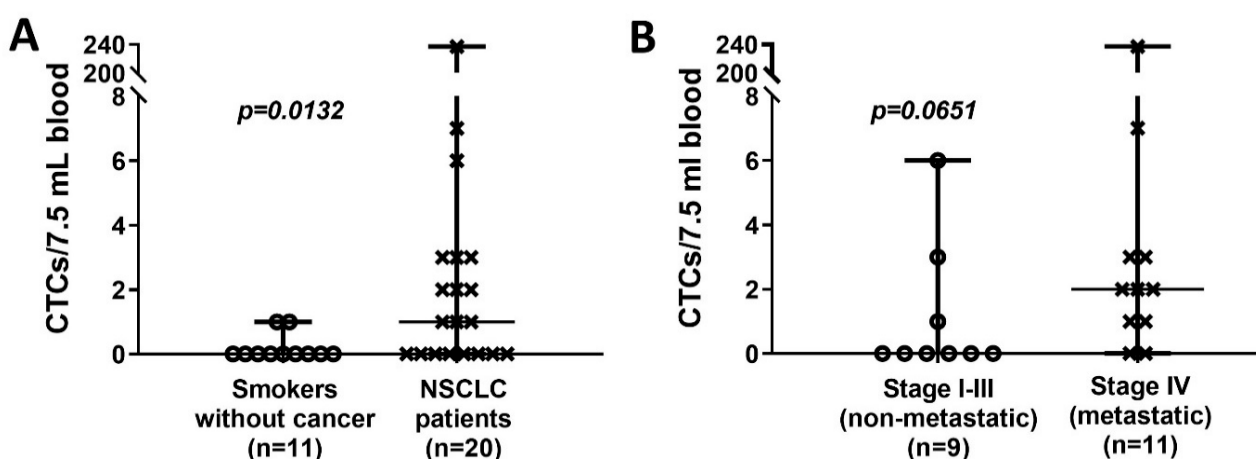 A
CTCs/7.5 mL blood
240
200
8
6
4
2
0
p=0.0132
Smokers
without cancer
(n=11)
NSCLC
patients
(n=20)
B
CTCs/7.5 ml blood
240
200
8
6
4
2
0
p=0.0651
Stage I-III
(non-metastatic)
(n=9)
Stage IV
(metastatic)
(n=11)